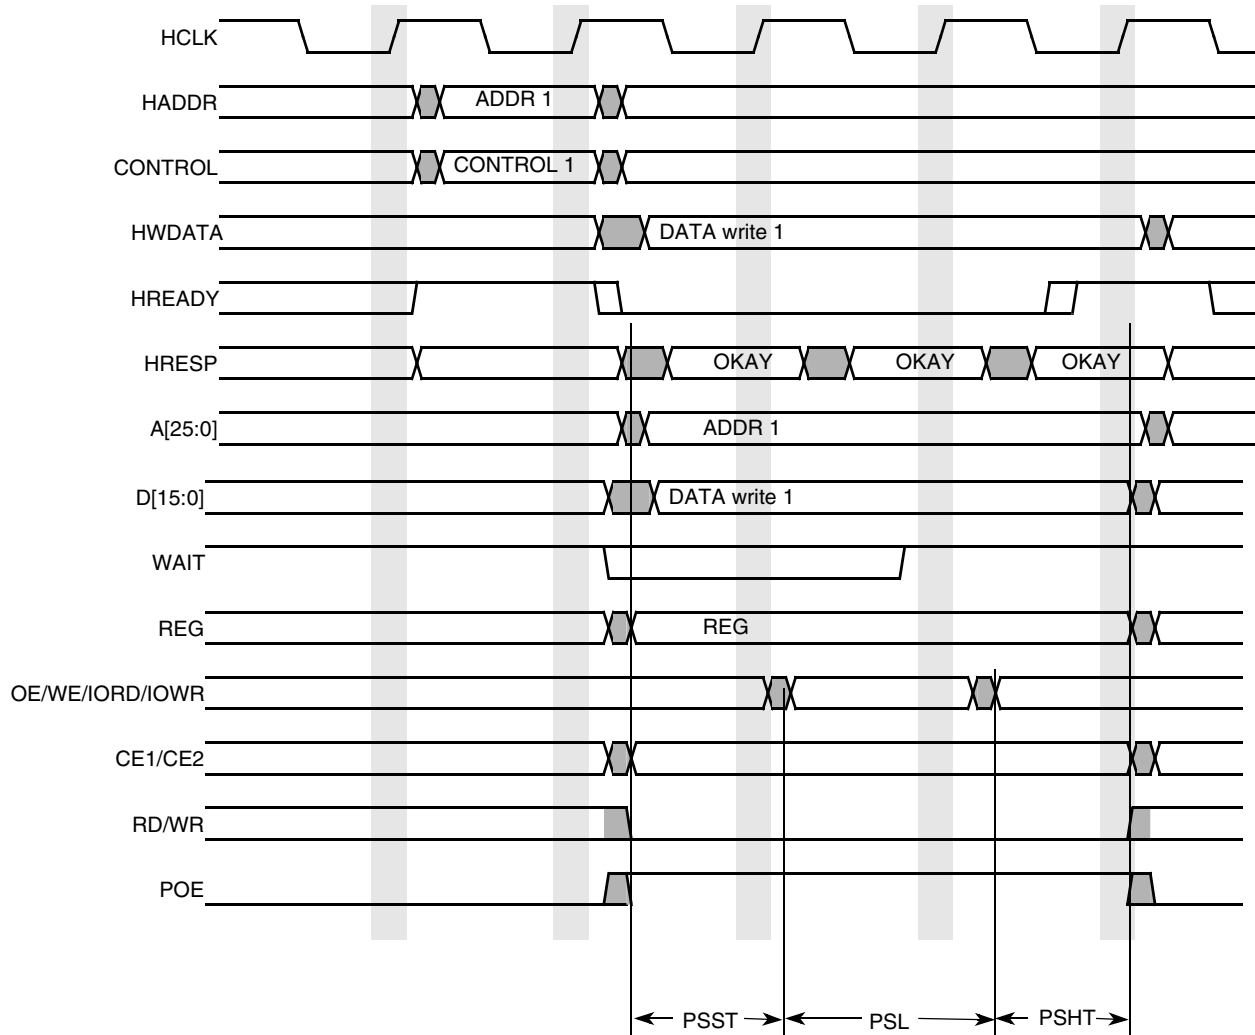 HCLK
HADDR ADDR 1
CONTROL CONTROL 1
HWDATA DATA write 1
HREADY
HRESP OKAY OKAY OKAY
A[25:0] ADDR 1
D[15:0] DATA write 1
WAIT
REG REG
OE/WE/IORD/IOWR
CE1/CE2
RD/WR
POE
PSST PSL PSHT